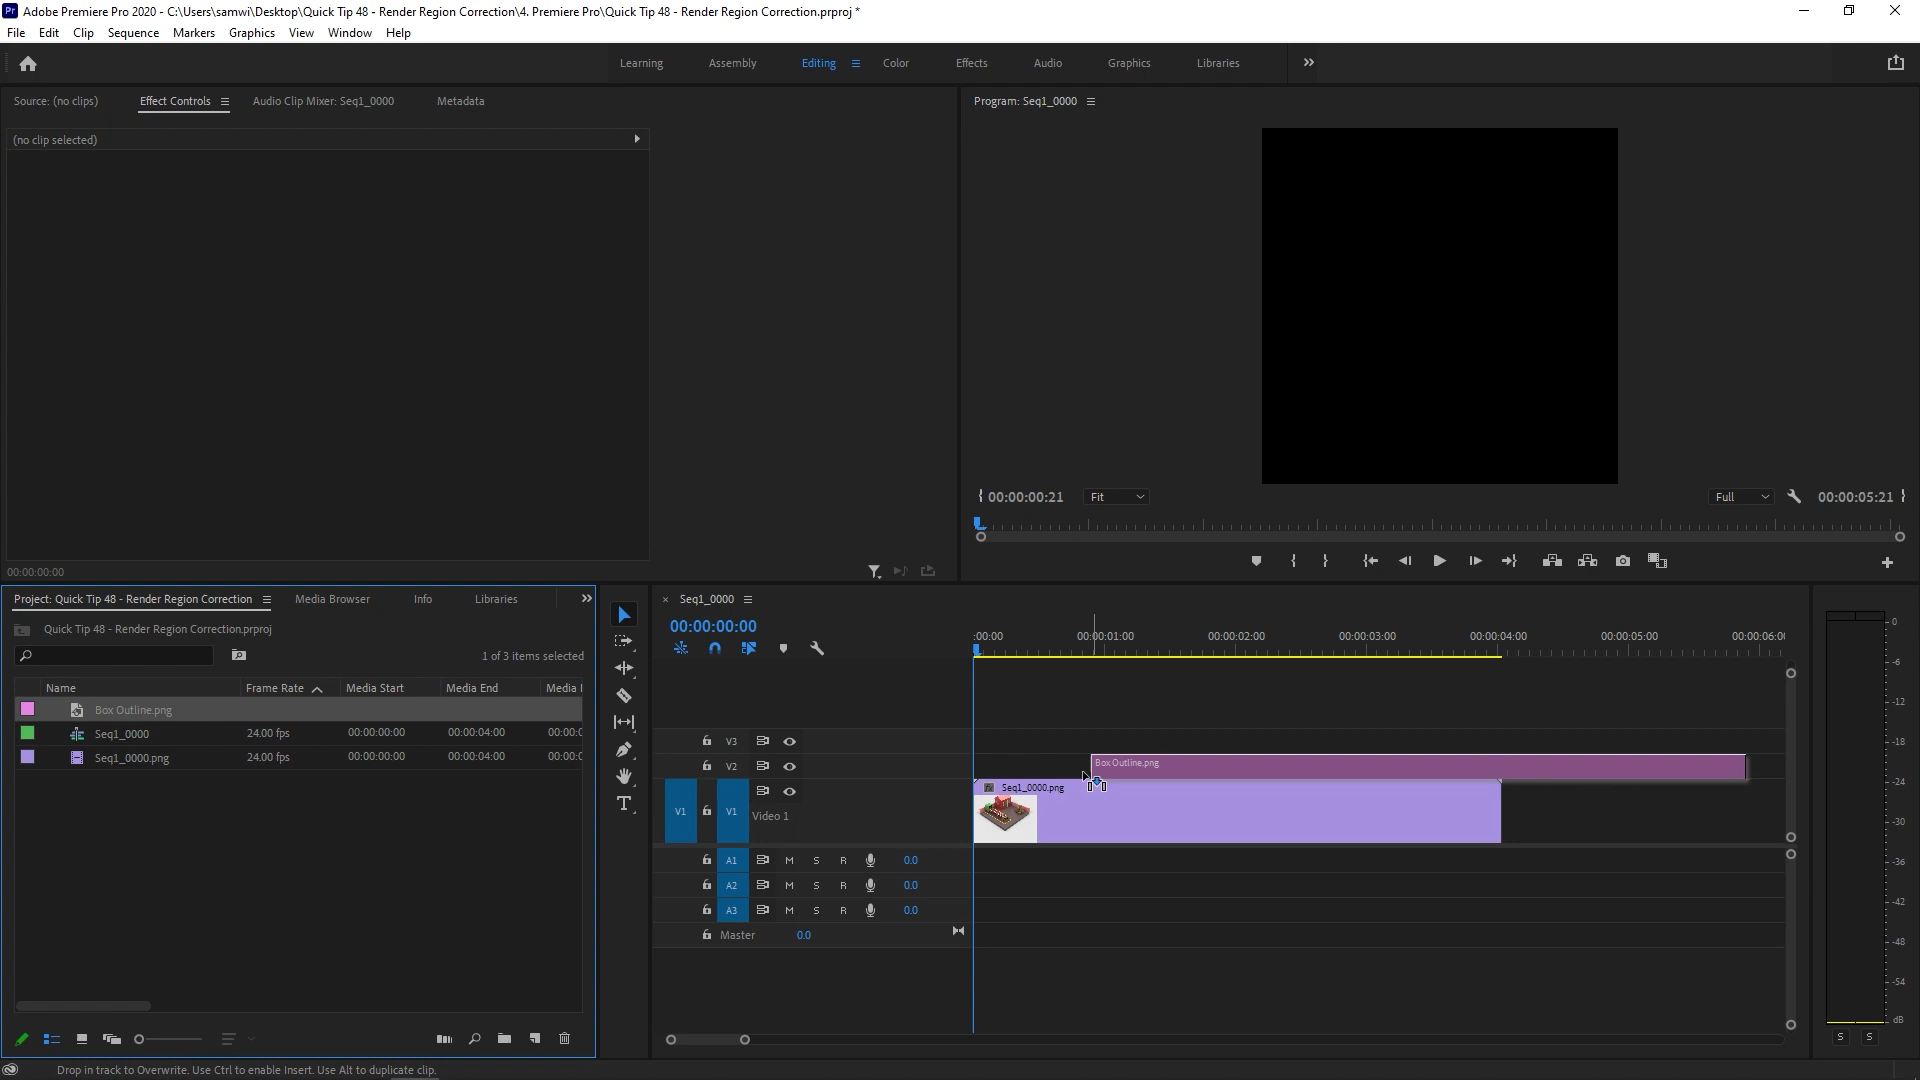 Adobe Premiere Pro 2020 - C:\Users\samwi\Desktop\Quick Tip 48 - Render Region Correction\4. Premiere Pro\Quick Tip 48 - Render Region Correction.prproj *
File Edit Clip Sequence Markers Graphics View Window Help
Learning Assembly Editing Color Effects Audio Graphics Libraries
Source: (no clips) Effect Controls Audio Clip Mixer: Seq1_0000 Metadata
Program: Seq1_0000
(no clip selected)
00:00:00:21 Fit Full 00:00:05:21
00:00:00:00
Project: Quick Tip 48 - Render Region Correction Media Browser Info Libraries
Quick Tip 48 - Render Region Correction.prproj
1 of 3 items selected
Name Frame Rate Media Start Media End Media
Box Outline.png
Seq1_0000 24.00 fps 00:00:00:00 00:00:04:00 00:00:0
Seq1_0000.png 24.00 fps 00:00:00:00 00:00:04:00 00:00:0
Seq1_0000
00:00:00:00
:00:00 00:00:01:00 00:00:02:00 00:00:03:00 00:00:04:00 00:00:05:00 00:00:06:0
V3
V2 Box Outline.png
fx Seq1_0000.png
V1 V1 Video 1
A1 M S R 0.0
A2 M S R 0.0
A3 M S R 0.0
Master 0.0
0
-6
-12
-18
-24
-30
-36
-42
-48
-54
dB
S S
Drop in track to Overwrite. Use Ctrl to enable Insert. Use Alt to duplicate clip.